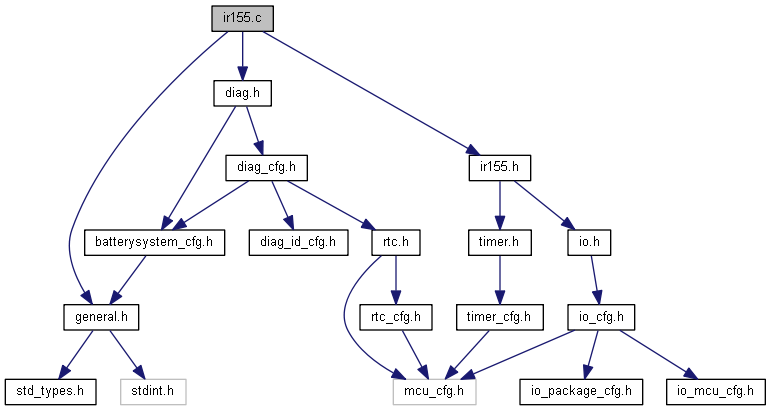 ir155.c
diag.h
diag_cfg.h
ir155.h
batterysystem_cfg.h
diag_id_cfg.h
rtc.h
timer.h
io.h
general.h
rtc_cfg.h
timer_cfg.h
io_cfg.h
std_types.h
stdint.h
mcu_cfg.h
io_package_cfg.h
io_mcu_cfg.h